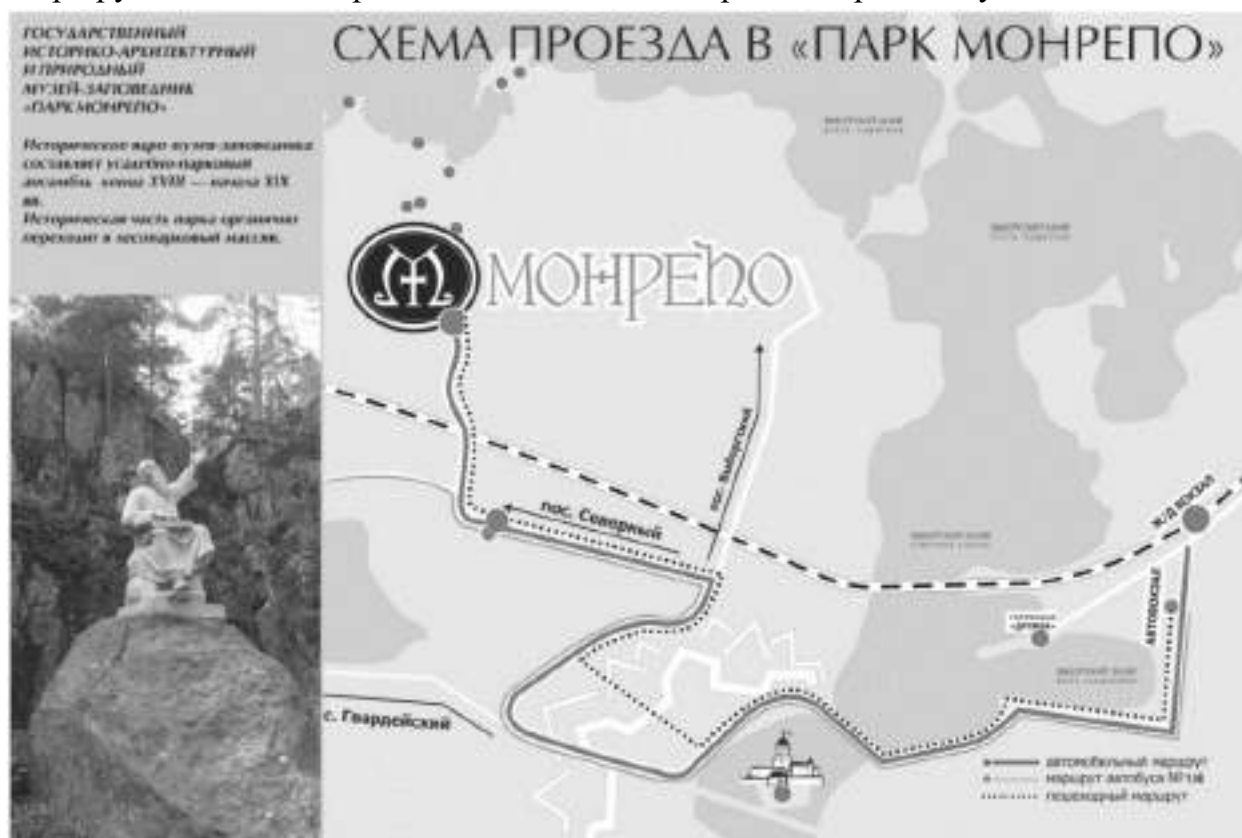 СХЕМА ПРОЕЗДА В «ПАРК МОНРЕПО»
ГОСУДАРСТВЕННЫЙ
ИСТОРИКО-АРХИТЕКТУРНЫЙ
И ПРИРОДНЫЙ
МУЗЕЙ-ЗАПОВЕДНИК
«ПАРК МОНРЕПО»
Историческое ядро музея-заповедника
составляет усадебно-парковый
ансамбль конца XVIII — начала XIX
вв.
Историческая часть парка органично
переходит в лесопарковый массив.
МОНРЕПО
пос. Выборгский
пос. Северный
Ж/Д ВОКЗАЛ
АВТОВОКЗАЛ
«ДРУЖБА»
с. Гвардейский
автомобильный маршрут
маршрут автобуса №
пешеходный маршрут